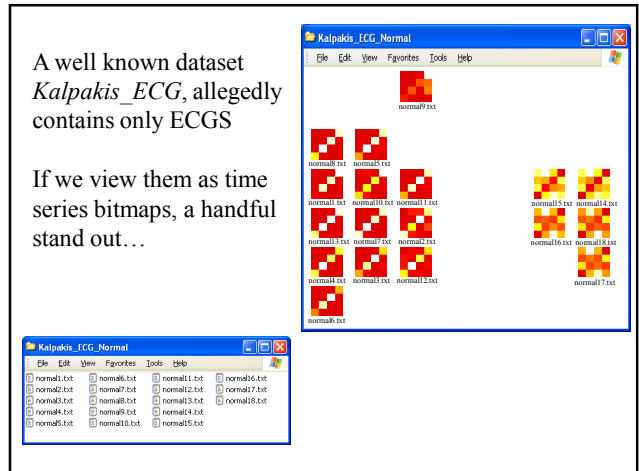 A well known dataset
Kalpakis_ECG, allegedly
contains only ECGS
If we view them as time
series bitmaps, a handful
stand out…
Kalpakis_ECG_Normal
File Edit View Favorites Tools Help
normal9.txt
normal8.txt normal5.txt
normal1.txt normal10.txt normal11.txt normal15.txt normal14.txt
normal13.txt normal7.txt normal2.txt normal16.txt normal18.txt
normal4.txt normal3.txt normal12.txt normal17.txt
normal6.txt
Kalpakis_ECG_Normal
File Edit View Favorites Tools Help
normal1.txt normal6.txt normal11.txt normal16.txt
normal2.txt normal7.txt normal12.txt normal17.txt
normal3.txt normal8.txt normal13.txt normal18.txt
normal4.txt normal9.txt normal14.txt
normal5.txt normal10.txt normal15.txt